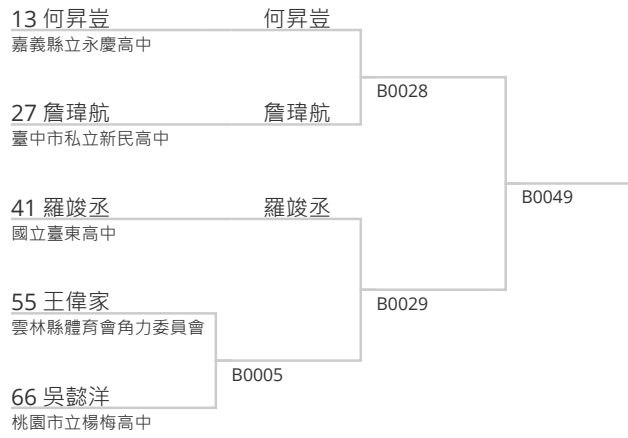 13 何昇豈 何昇豈
嘉義縣立永慶高中
B0028
27 詹瑋航 詹瑋航
臺中市私立新民高中
B0049
41 羅竣丞 羅竣丞
國立臺東高中
B0029
55 王偉家
雲林縣體育會角力委員會
B0005
66 吳懿洋
桃園市立楊梅高中